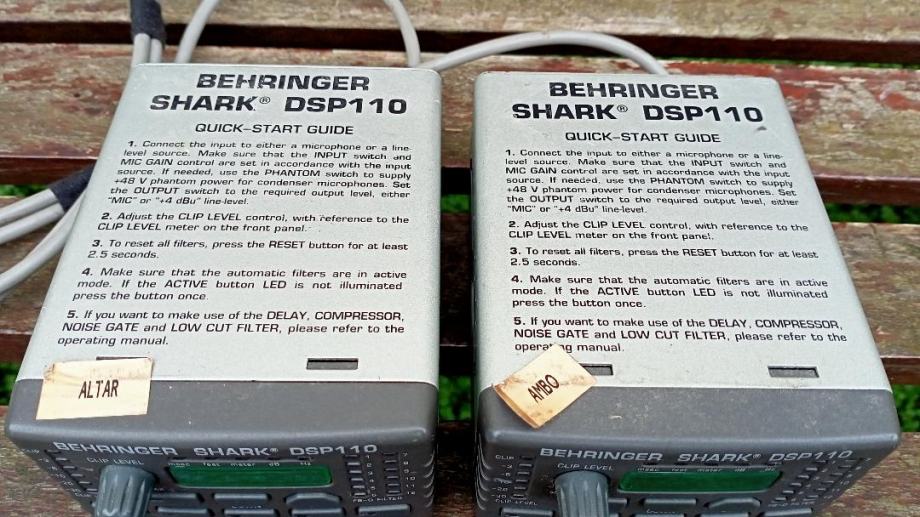 BEHRINGER
SHARK® DSP110
QUICK-START GUIDE
1. Connect the input to either a microphone or a line-
level source. Make sure that the INPUT switch and
MIC GAIN control are set in accordance with the input
source. If needed, use the PHANTOM switch to supply
+48 V phantom power for condenser microphones. Set
the OUTPUT switch to the required output level, either
"MIC" or "+4 dBu" line-level.
2. Adjust the CLIP LEVEL control, with reference to the
CLIP LEVEL meter on the front panel.
3. To reset all filters, press the RESET button for at least
2.5 seconds.
4. Make sure that the automatic filters are in active
mode. If the ACTIVE button LED is not illuminated
press the button once.
5. If you want to make use of the DELAY, COMPRESSOR,
NOISE GATE and LOW CUT FILTER, please refer to the
operating manual.
ALTAR
BEHRINGER SHARK® DSP110
CLIP LEVEL
msec feet meter dB Hz
FB-D FILTER
BEHRINGER
SHARK® DSP110
QUICK-START GUIDE
1. Connect the input to either a microphone or a line-
level source. Make sure that the INPUT switch and
MIC GAIN control are set in accordance with the input
source. If needed, use the PHANTOM switch to supply
+48 V phantom power for condenser microphones. Set
the OUTPUT switch to the required output level, either
"MIC" or "+4 dBu" line-level.
2. Adjust the CLIP LEVEL control, with reference to the
CLIP LEVEL meter on the front panel.
3. To reset all filters, press the RESET button for at least
2.5 seconds.
4. Make sure that the automatic filters are in active
mode. If the ACTIVE button LED is not illuminated
press the button once.
5. If you want to make use of the DELAY, COMPRESSOR,
NOISE GATE and LOW CUT FILTER, please refer to the
operating manual.
AMBO
BEHRINGER SHARK® DSP110
CLIP
CLIP LEVEL
msec feet meter dB Hz
CLIP LEVEL